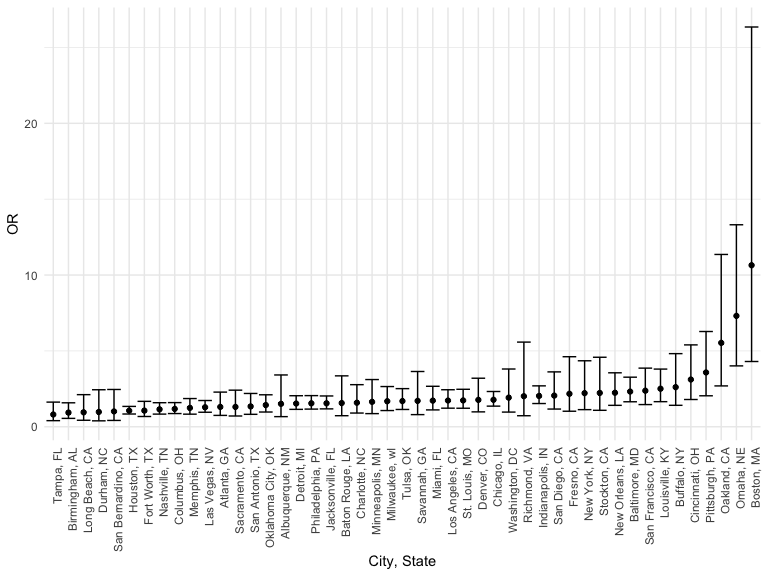 OR
20
10
0
Tampa, FL
Birmingham, AL
Long Beach, CA
Durham, NC
San Bernardino, CA
Houston, TX
Fort Worth, TX
Nashville, TN
Columbus, OH
Memphis, TN
Las Vegas, NV
Atlanta, GA
Sacramento, CA
San Antonio, TX
Oklahoma City, OK
Albuquerque, NM
Detroit, MI
Philadelphia, PA
Jacksonville, FL
Baton Rouge, LA
Charlotte, NC
Minneapolis, MN
Milwaukee, wI
Tulsa, OK
Savannah, GA
Miami, FL
Los Angeles, CA
St. Louis, MO
Denver, CO
Chicago, IL
Washington, DC
Richmond, VA
Indianapolis, IN
San Diego, CA
Fresno, CA
New York, NY
Stockton, CA
New Orleans, LA
Baltimore, MD
San Francisco, CA
Louisville, KY
Buffalo, NY
Cincinnati, OH
Pittsburgh, PA
Oakland, CA
Omaha, NE
Boston, MA
City, State